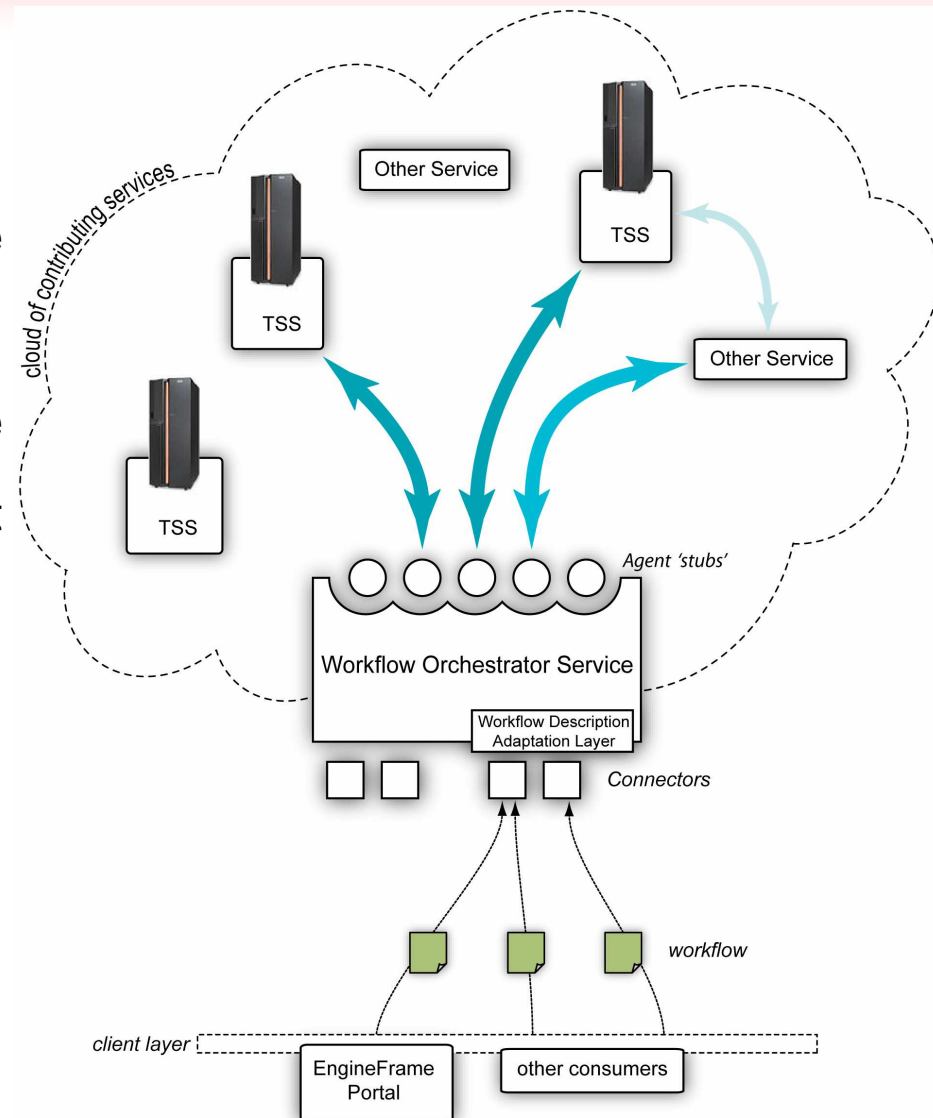 Other Service
TSS
cloud of contributing services
TSS
Other Service
TSS
Agent 'stubs'
Workflow Orchestrator Service
Workflow Description
Adaptation Layer
Connectors
workflow
client layer
EngineFrame
Portal
other consumers